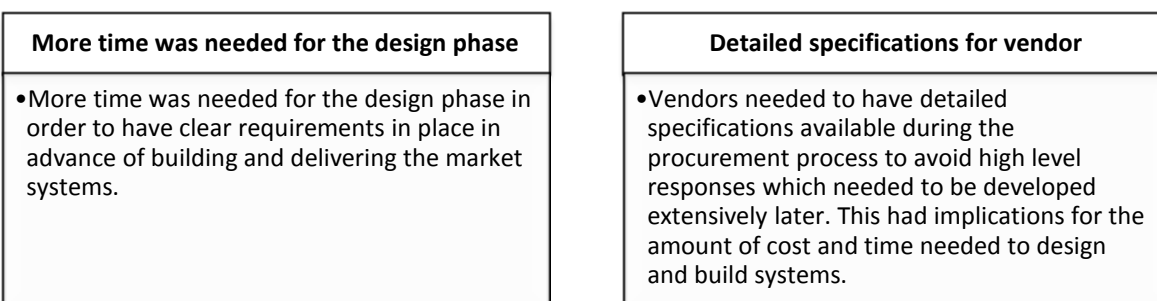 More time was needed for the design phase
•More time was needed for the design phase in
order to have clear requirements in place in
advance of building and delivering the market
systems.
Detailed specifications for vendor
•Vendors needed to have detailed
specifications available during the
procurement process to avoid high level
responses which needed to be developed
extensively later. This had implications for the
amount of cost and time needed to design
and build systems.